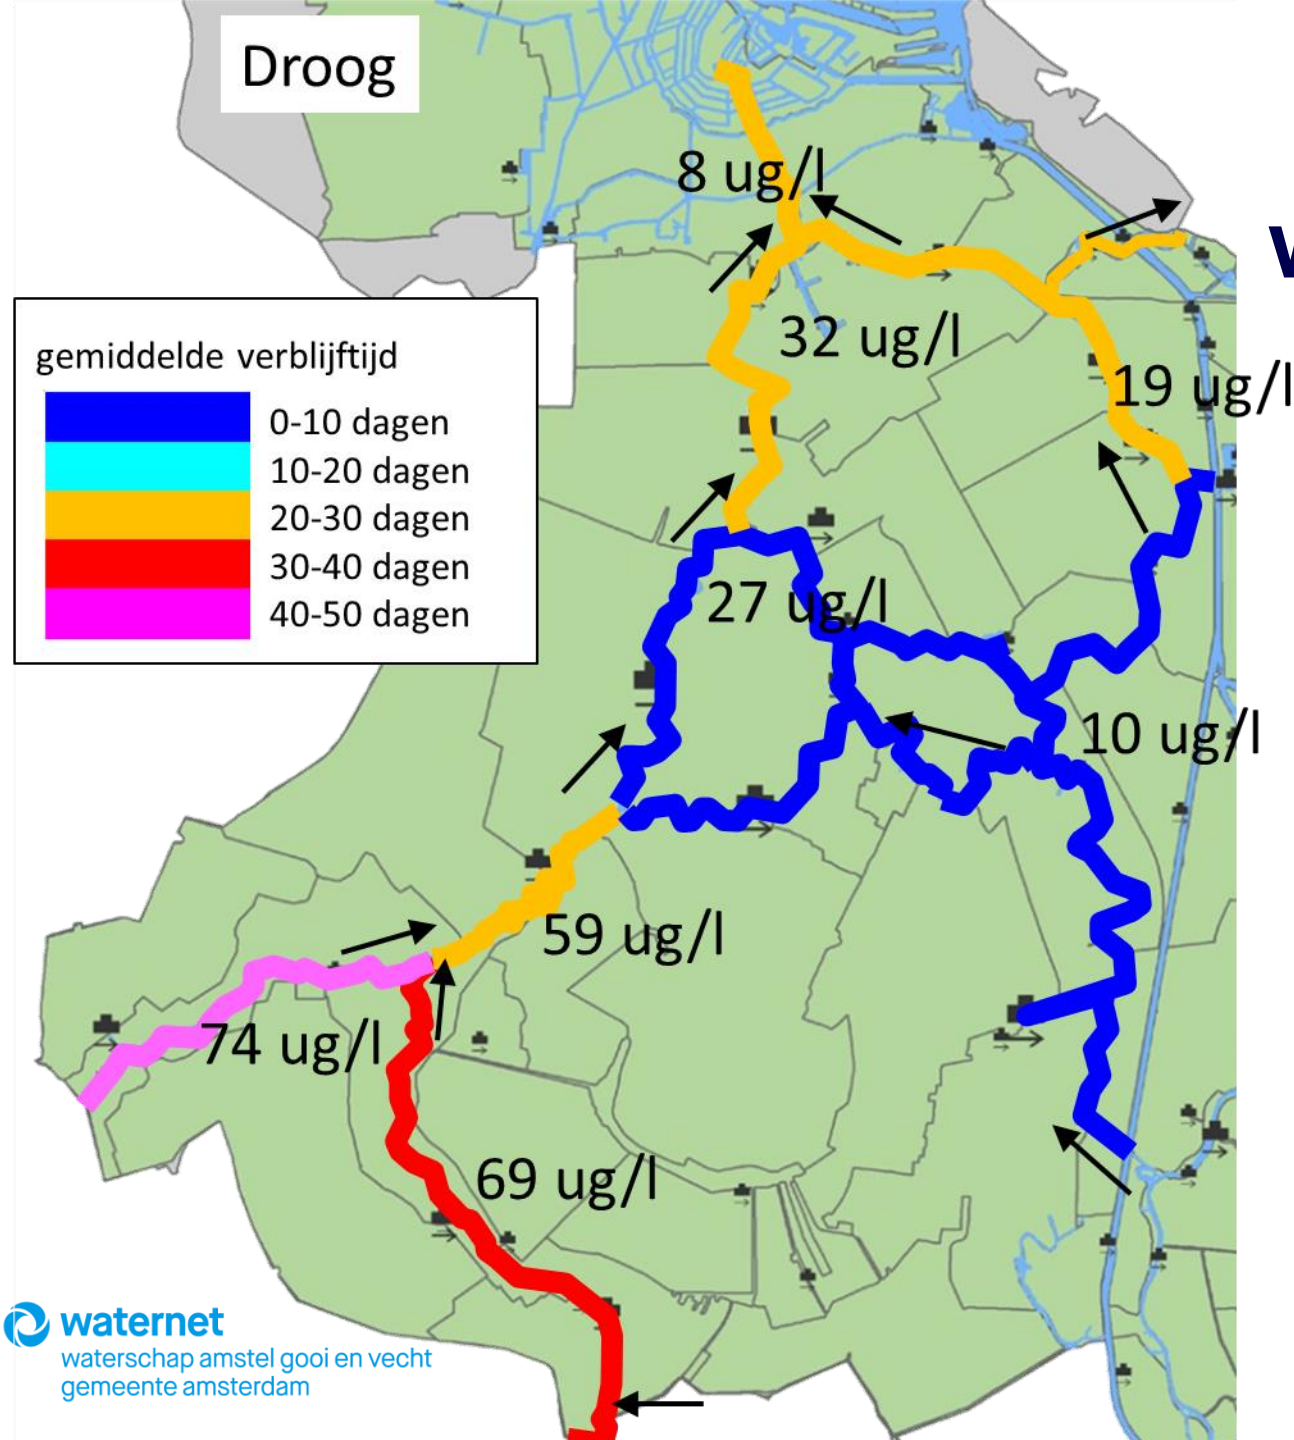 Droog
8 ug/l
32 ug/l
19 ug/l
gemiddelde verblijftijd
0-10 dagen
10-20 dagen
20-30 dagen
30-40 dagen
40-50 dagen
27 ug/l
10 ug/l
59 ug/l
74 ug/l
69 ug/l
waternet
waterschap amstel gooi en vecht
gemeente amsterdam